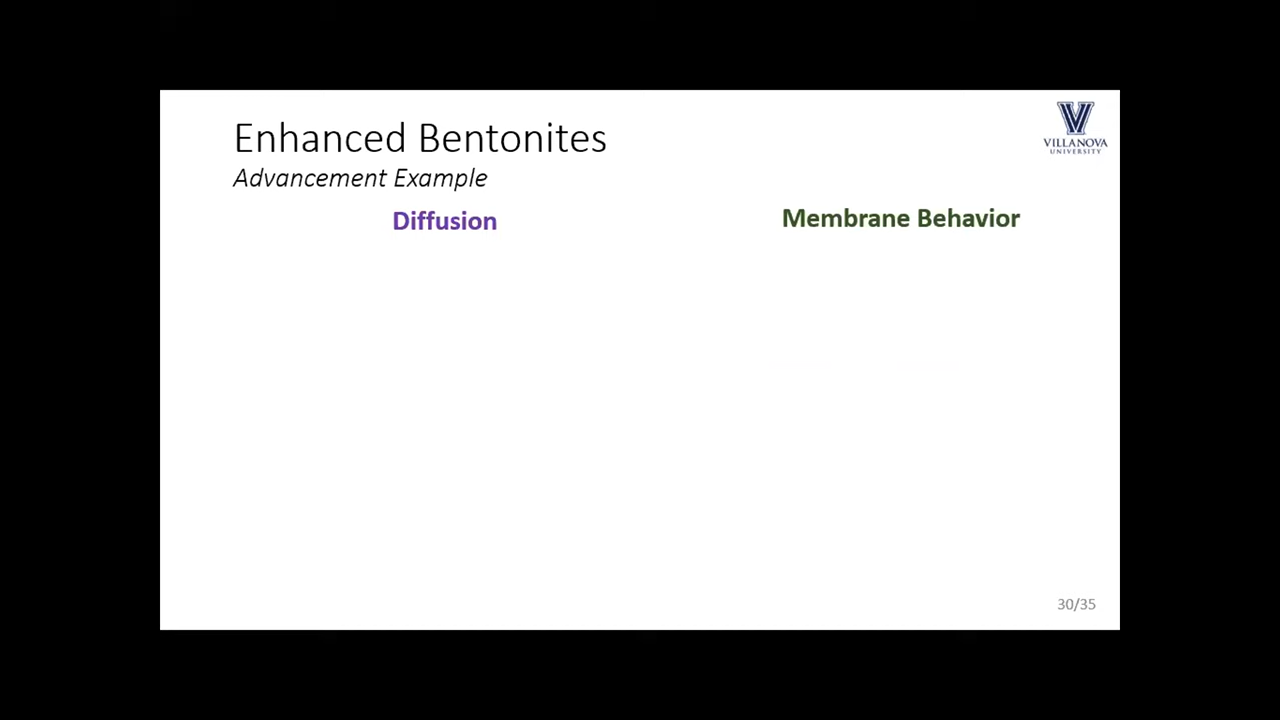 Enhanced Bentonites
VILLANOVA
UNIVERSITY
Advancement Example
Diffusion
Membrane Behavior
30/35